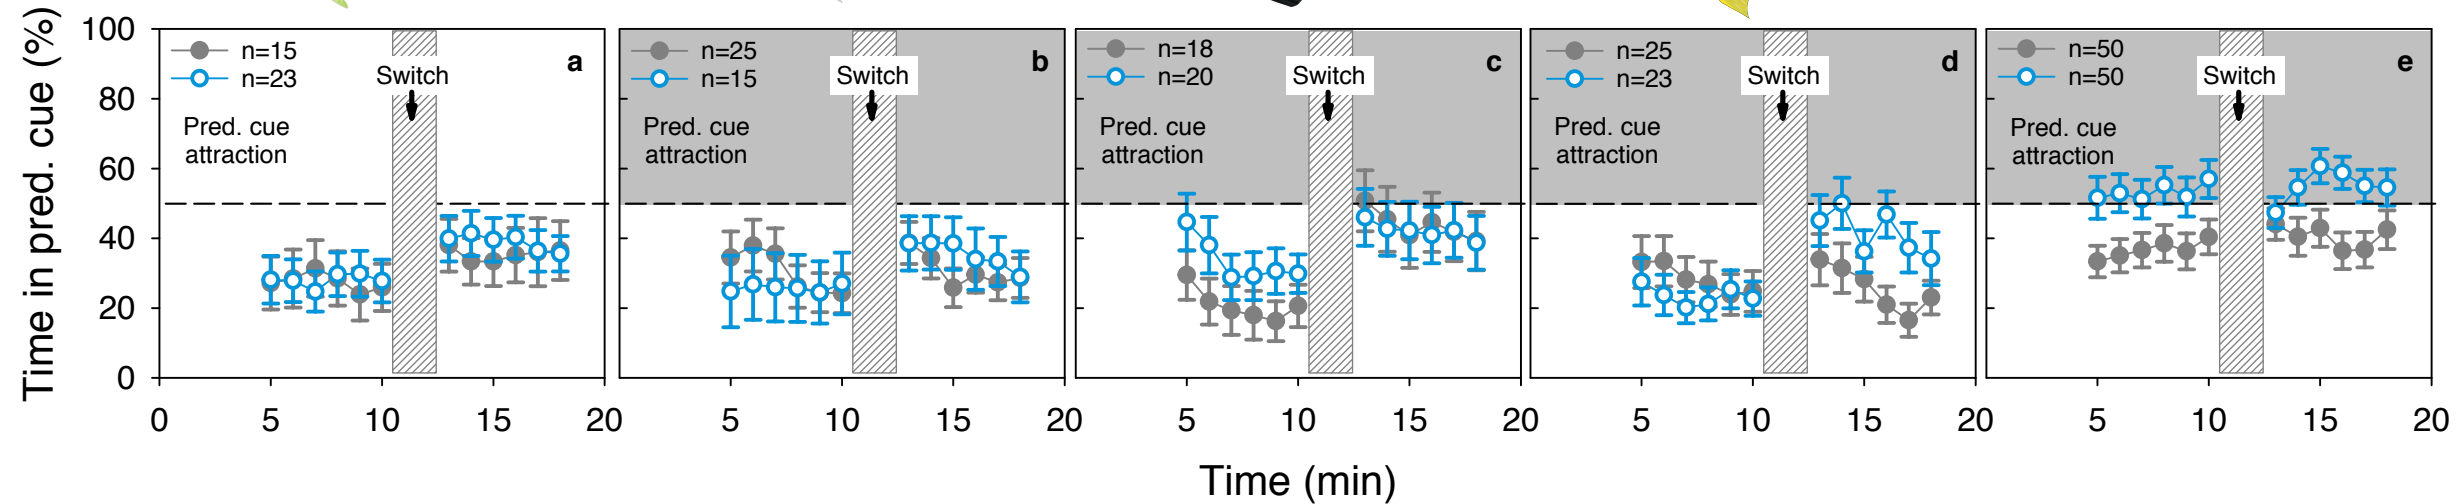 Time in pred. cue (%)
100
80
60
40
20
0
n=15
n=23
Switch
a
Pred. cue
attraction
n=25
n=15
Switch
b
Pred. cue
attraction
n=18
n=20
Switch
c
Pred. cue
attraction
n=25
n=23
Switch
d
Pred. cue
attraction
n=50
n=50
Switch
e
Pred. cue
attraction
0 5 10 15 20 5 10 15 20 5 10 15 20 5 10 15 20 5 10 15 20
Time (min)